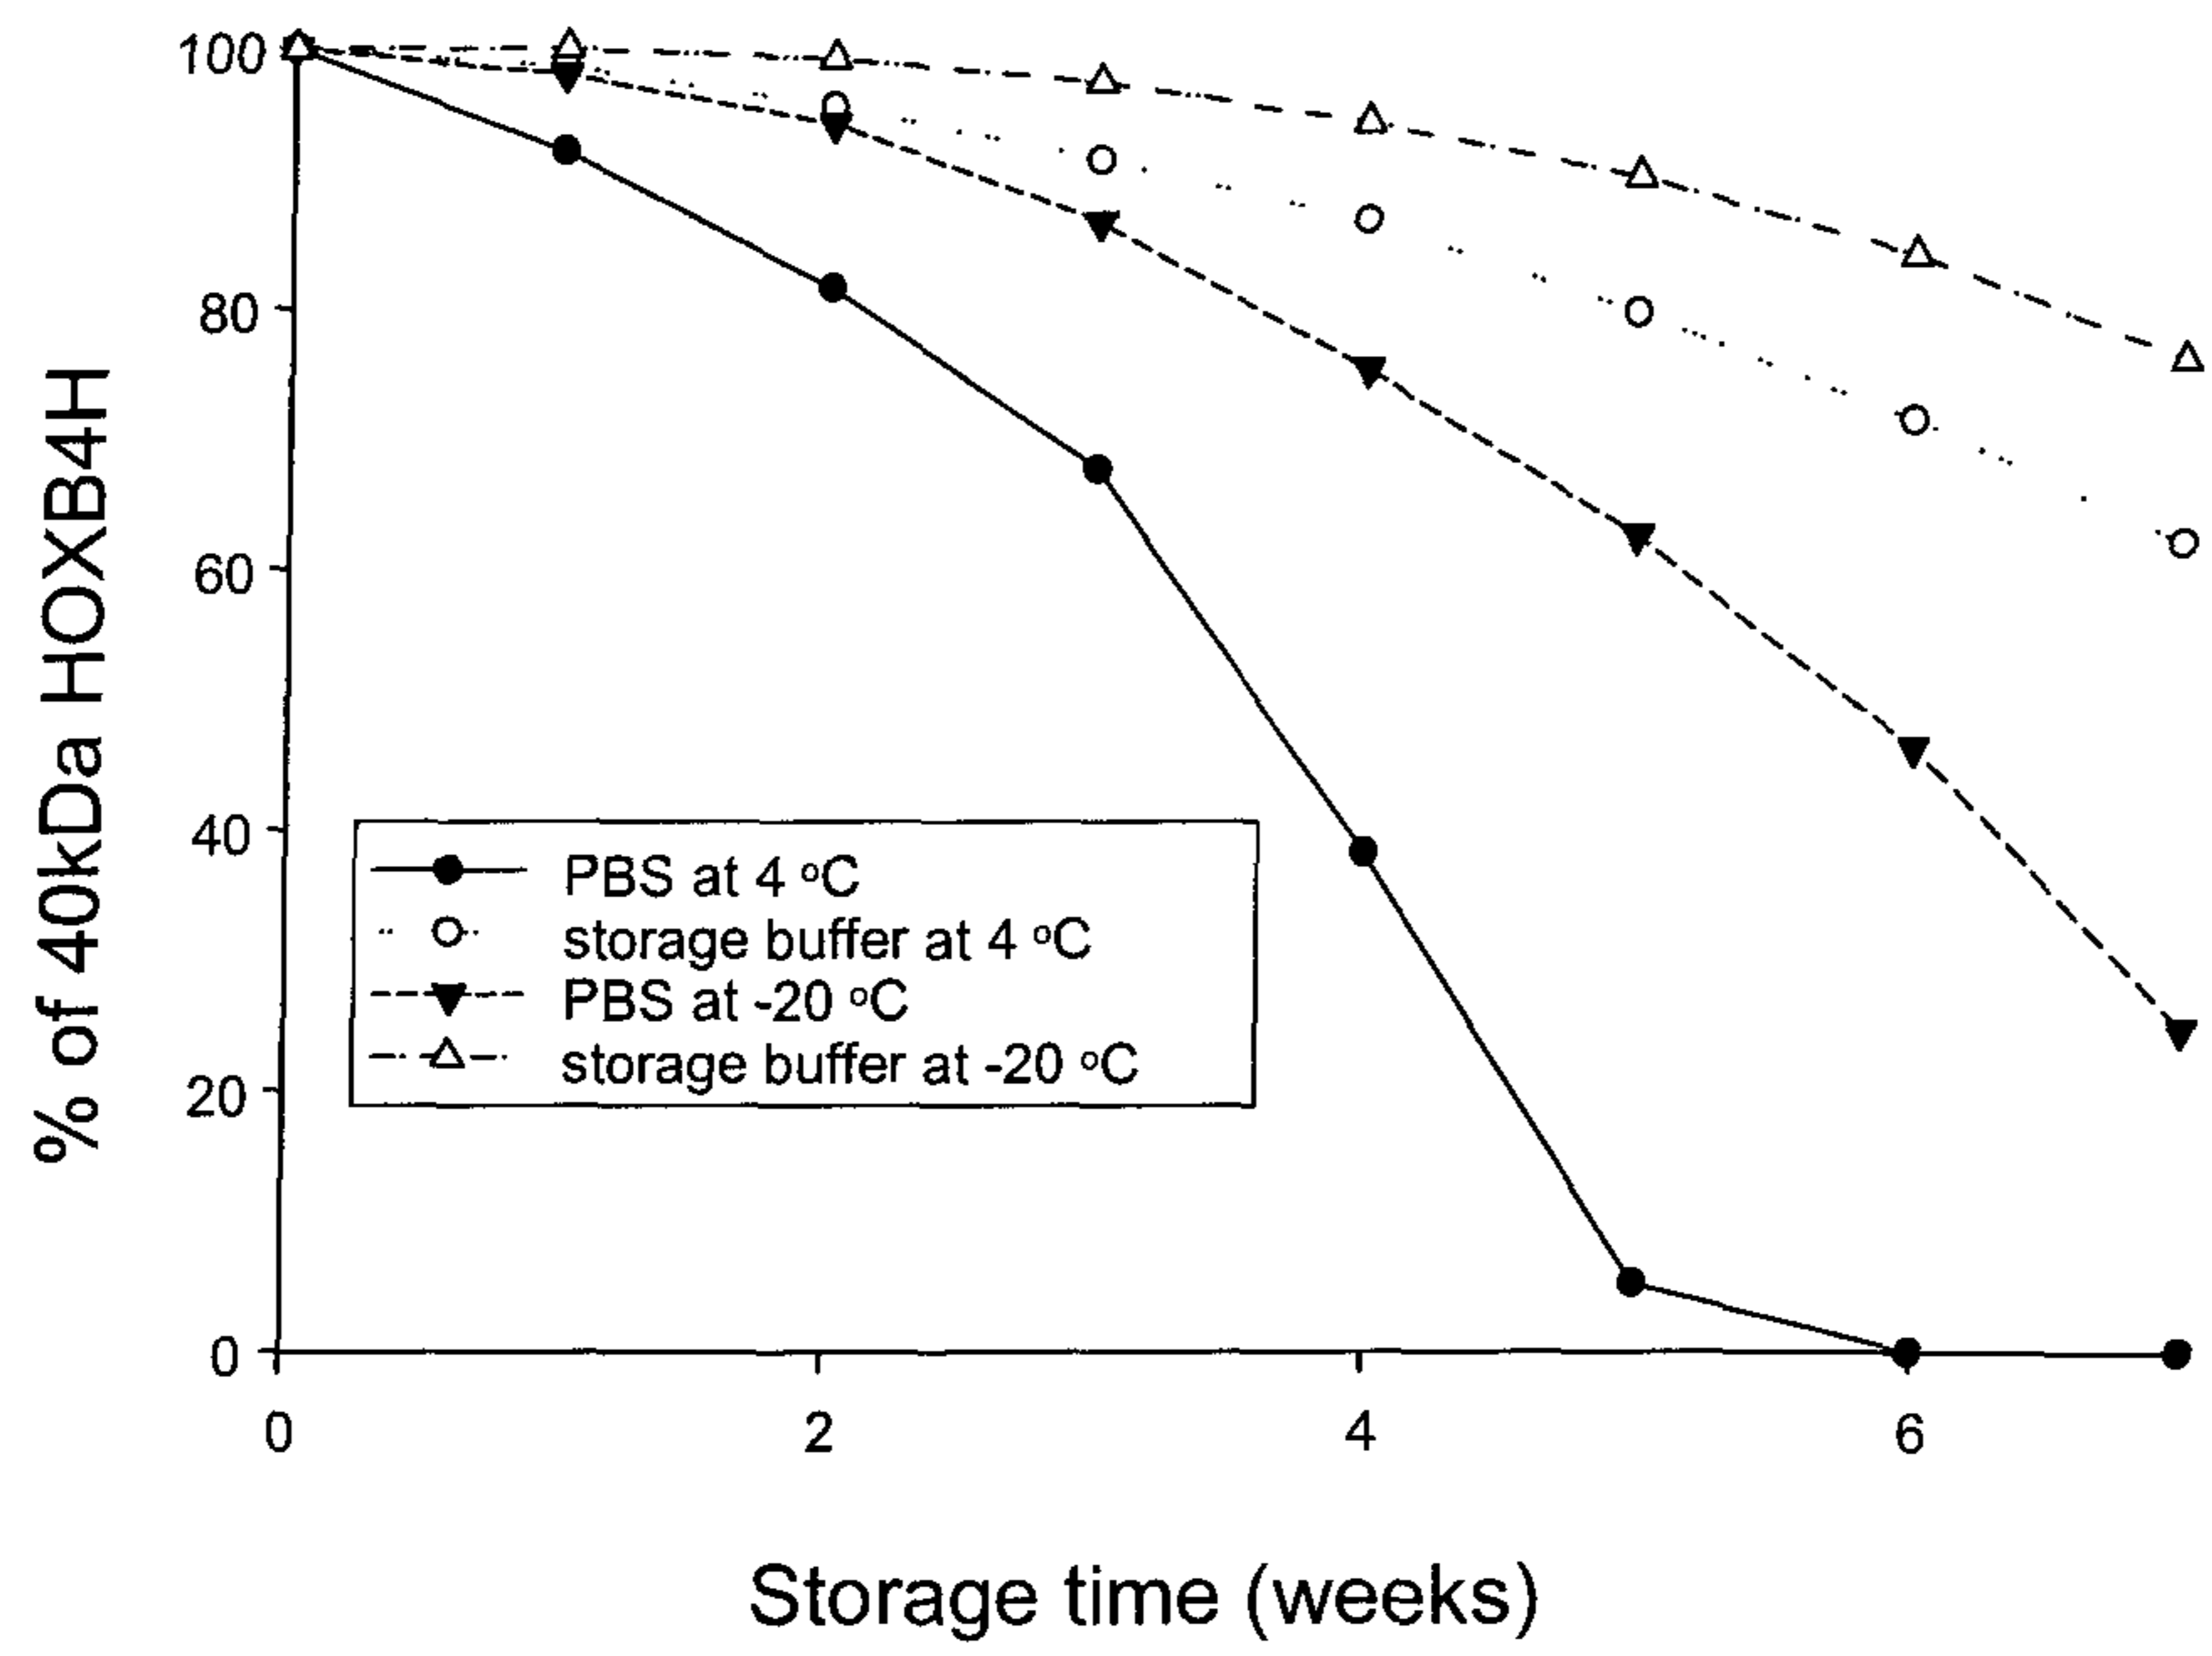 100
80
60
40
20
0
% of 40kDa HOXB4H
PBS at 4 °C
storage buffer at 4 °C
PBS at -20 °C
storage buffer at -20 °C
0 2 4 6
Storage time (weeks)